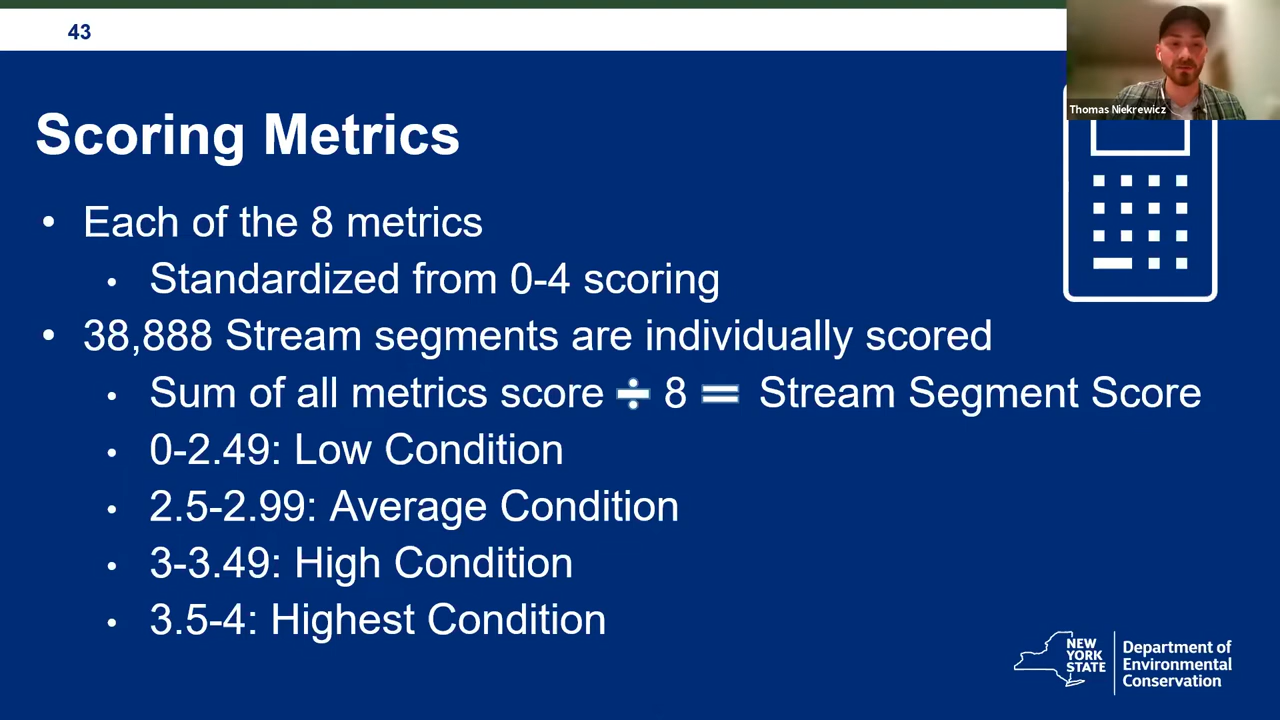 43
Thomas Niekrewicz
Scoring Metrics
• Each of the 8 metrics
• Standardized from 0-4 scoring
• 38,888 Stream segments are individually scored
• Sum of all metrics score ÷ 8 = Stream Segment Score
• 0-2.49: Low Condition
• 2.5-2.99: Average Condition
• 3-3.49: High Condition
• 3.5-4: Highest Condition
NEW
YORK
STATE
Department of
Environmental
Conservation